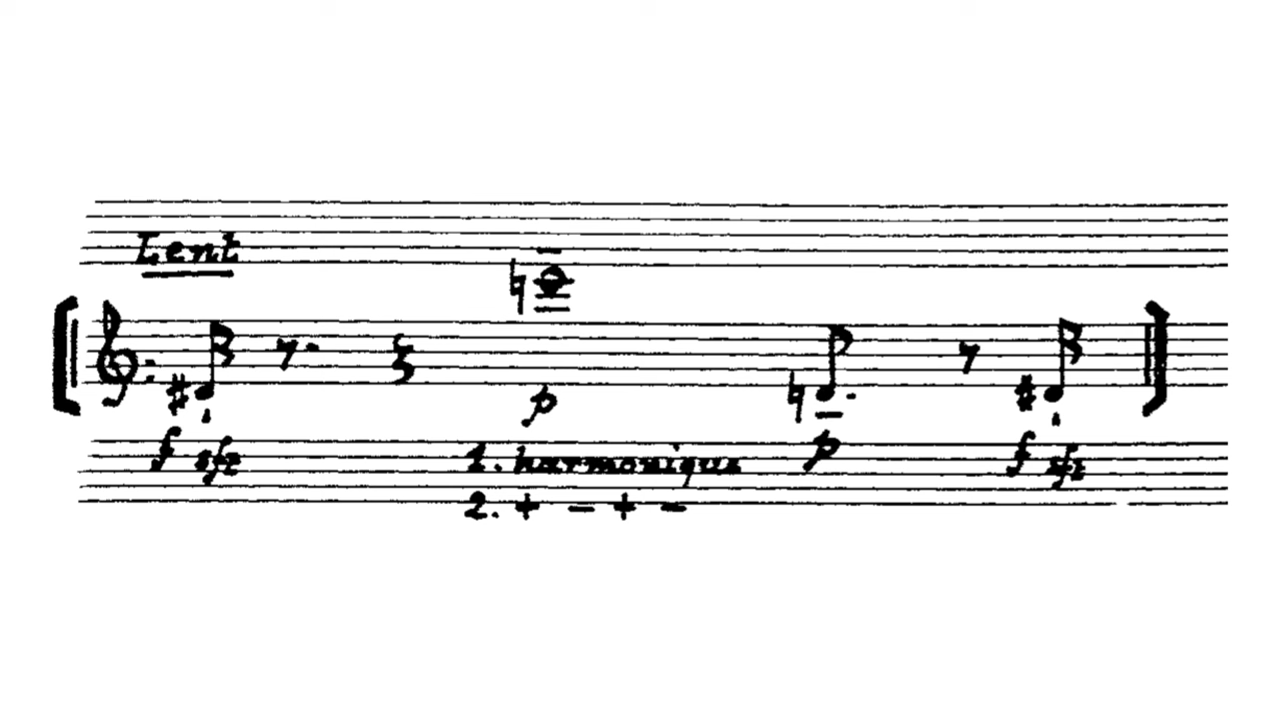 Lent
p
f sfz 1. harmonique p f sfz
2. + - + -